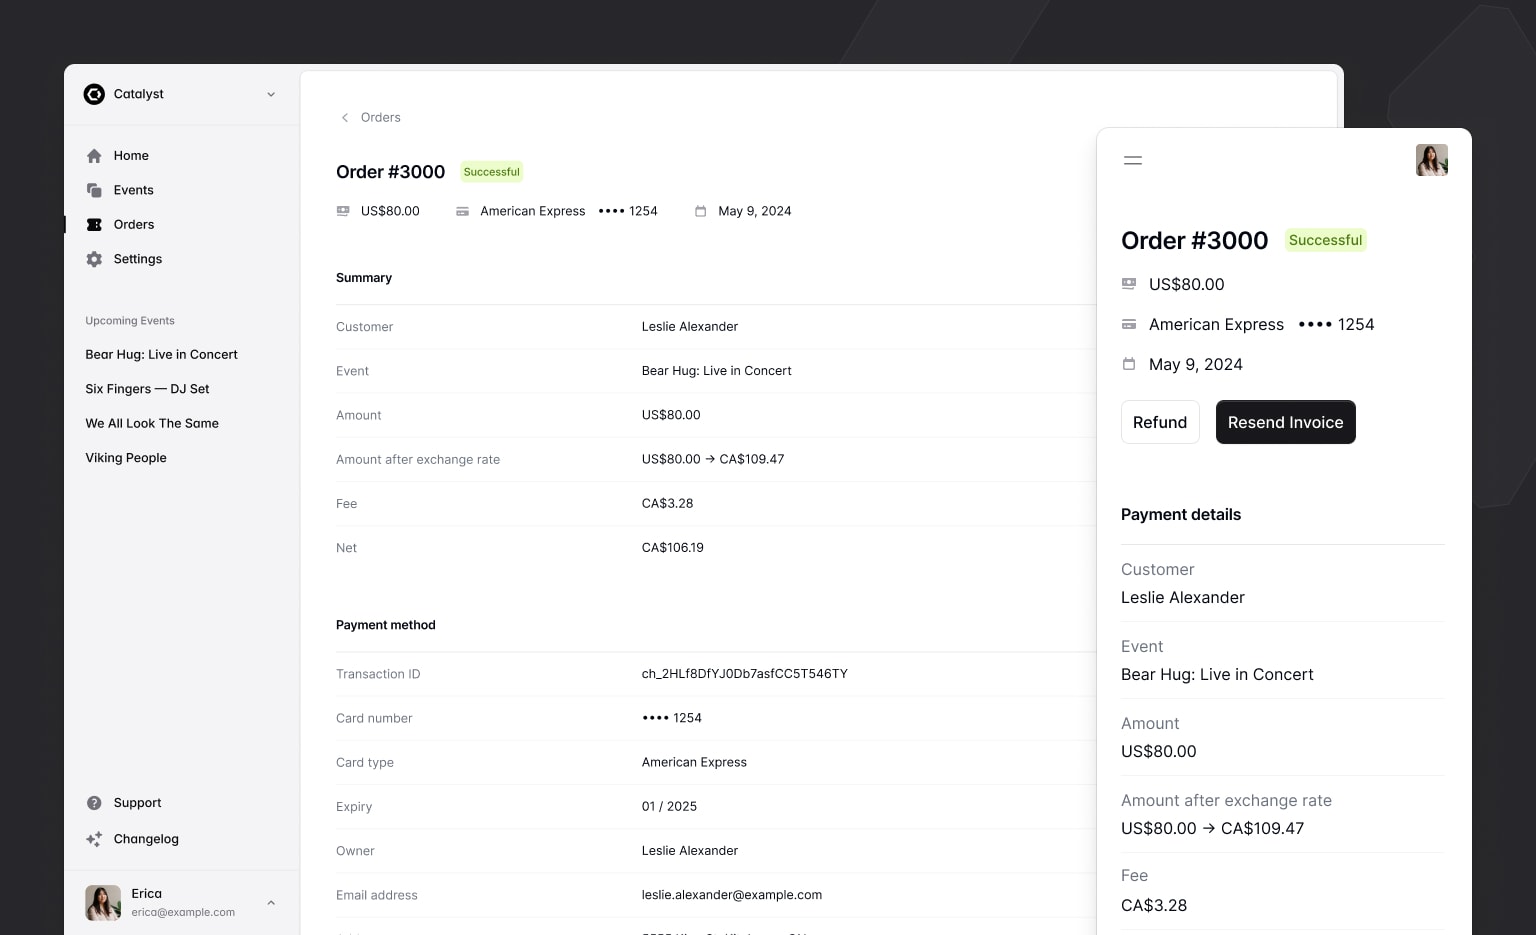 Catalyst
Home
Events
Orders
Settings
Upcoming Events
Bear Hug: Live in Concert
Six Fingers — DJ Set
We All Look The Same
Viking People
Support
Changelog
Erica
erica@example.com
Orders
Order #3000 Successful
US$80.00 American Express •••• 1254 May 9, 2024
Summary
Customer Leslie Alexander
Event Bear Hug: Live in Concert
Amount US$80.00
Amount after exchange rate US$80.00 → CA$109.47
Fee CA$3.28
Net CA$106.19
Payment method
Transaction ID ch_2HLf8DfYJ0Db7asfCC5T546TY
Card number •••• 1254
Card type American Express
Expiry 01 / 2025
Owner Leslie Alexander
Email address leslie.alexander@example.com
Order #3000 Successful
US$80.00
American Express •••• 1254
May 9, 2024
Refund Resend Invoice
Payment details
Customer
Leslie Alexander
Event
Bear Hug: Live in Concert
Amount
US$80.00
Amount after exchange rate
US$80.00 → CA$109.47
Fee
CA$3.28